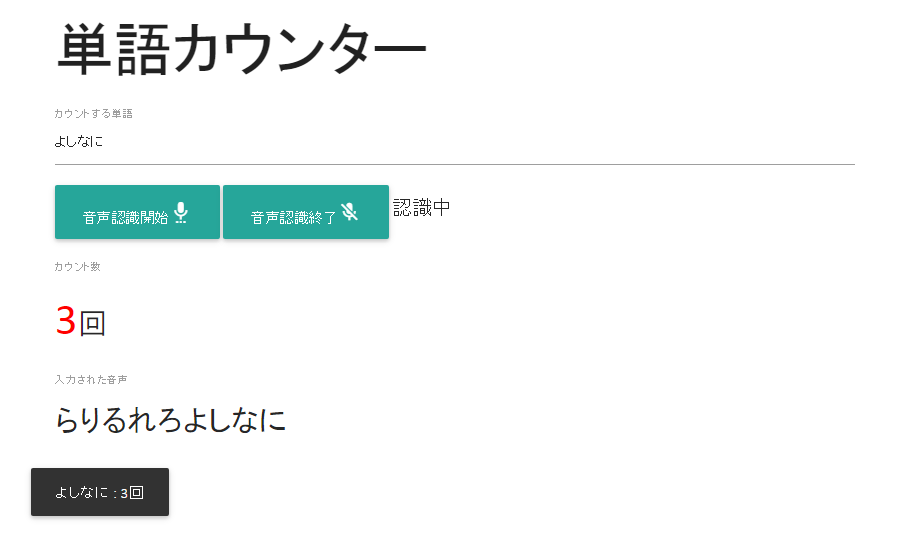 単語カウンター
カウントする単語
よしなに
音声認識開始 音声認識終了 認識中
カウント数
3回
入力された音声
らりるれろよしなに
よしなに : 3回